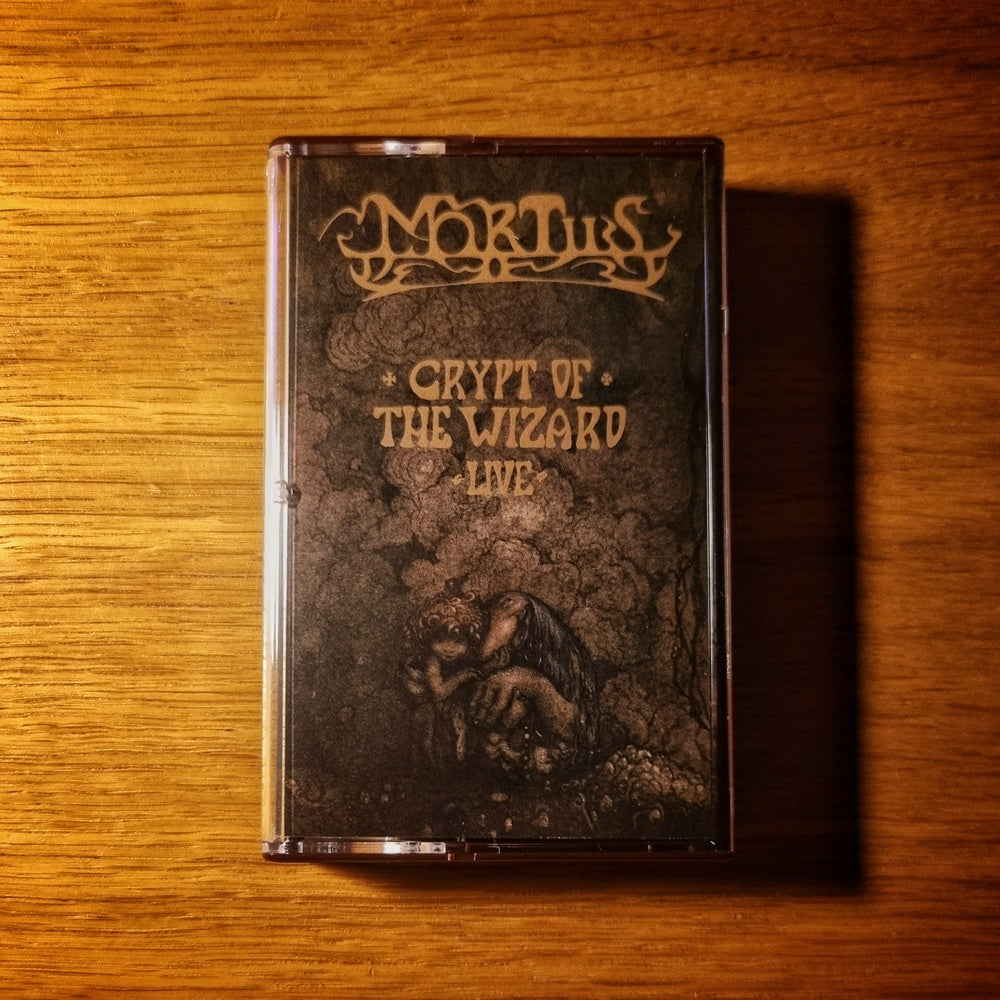 MORTIIS
CRYPT OF
THE WIZARD
-LIVE-